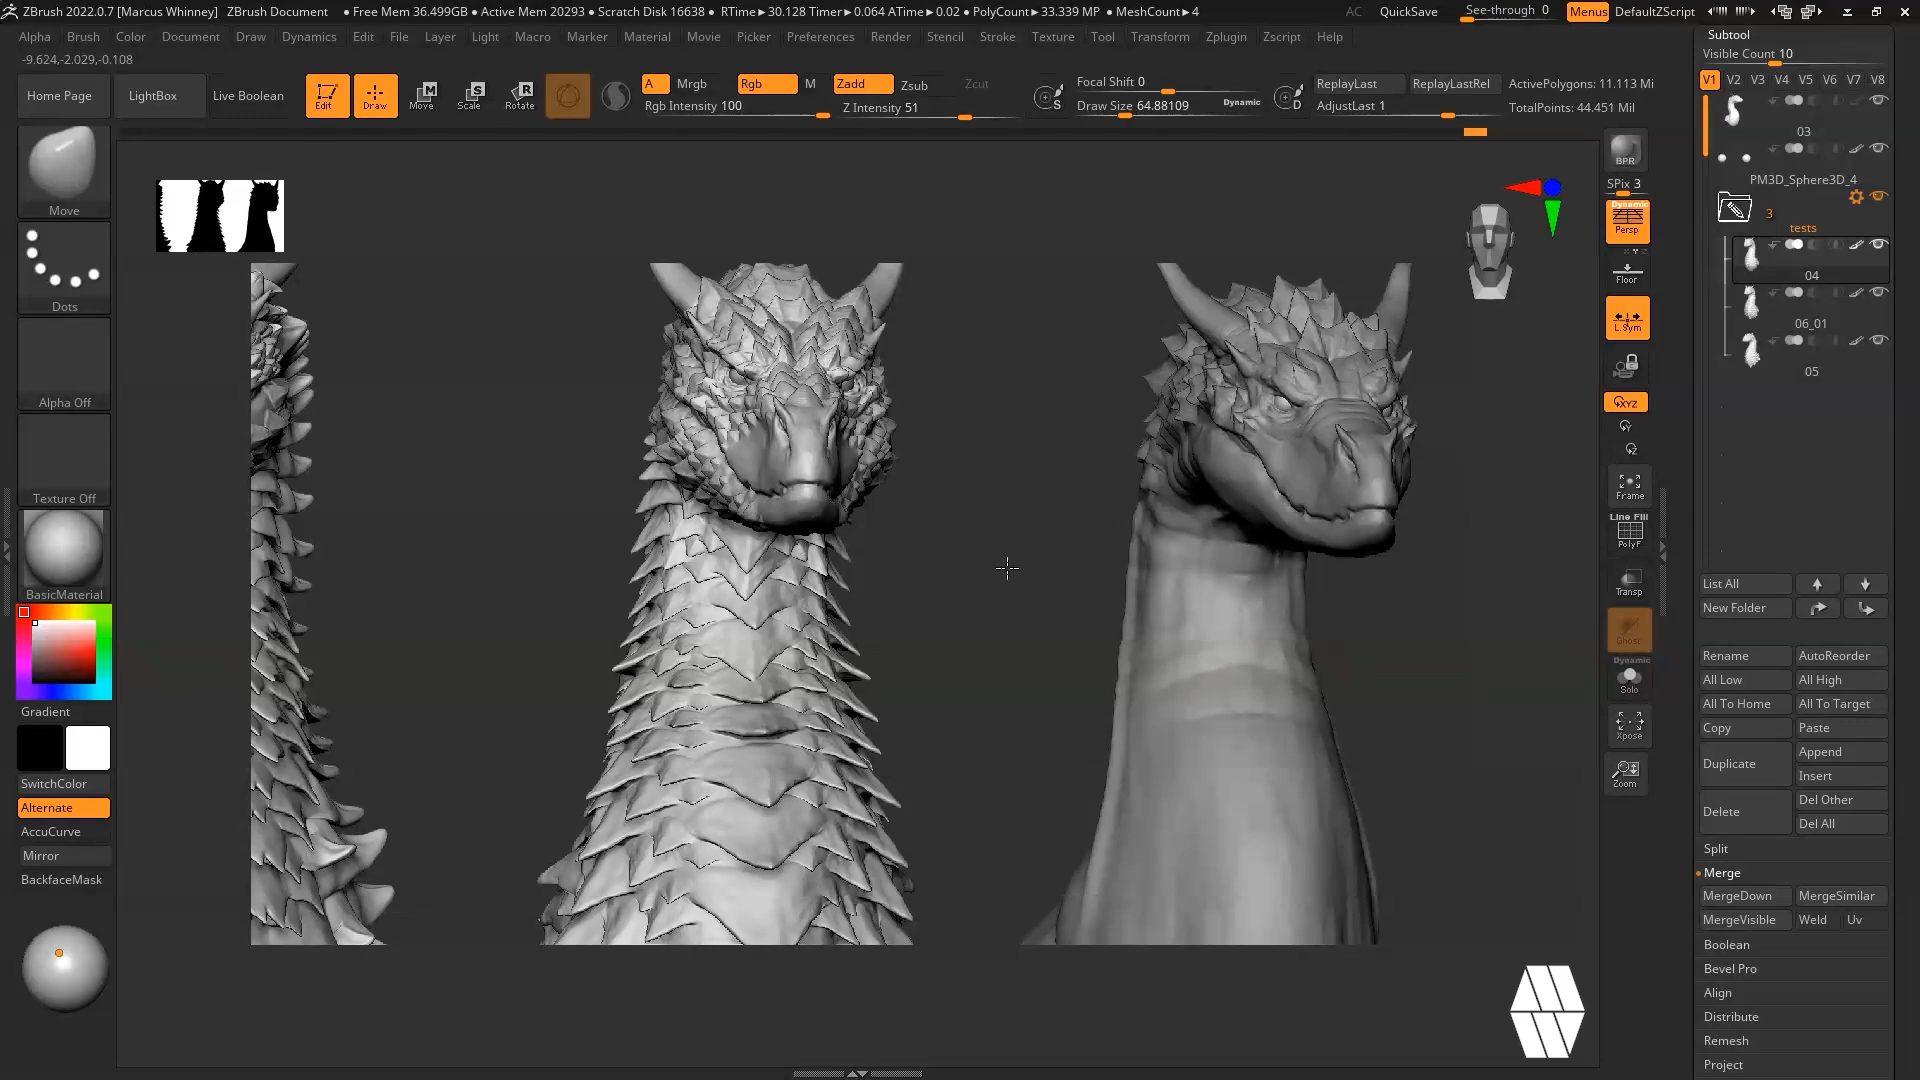 ZBrush 2022.0.7 [Marcus Whinney] ZBrush Document ● Free Mem 36.499GB ● Active Mem 20293 ● Scratch Disk 16638 ● RTime►30.128 Timer►0.064 ATime►0.02 ● PolyCount►33.339 MP ● MeshCount►4 AC QuickSave See-through 0 Menus DefaultZScript
Alpha Brush Color Document Draw Dynamics Edit File Layer Light Macro Marker Material Movie Picker Preferences Render Stencil Stroke Texture Tool Transform Zplugin Zscript Help
-9.624,-2.029,-0.108
Home Page LightBox Live Boolean Edit Draw Move Scale Rotate A Mrgb Rgb M Zadd Zsub Zcut
Rgb Intensity 100 Z Intensity 51
Focal Shift 0
Draw Size 64.88109 Dynamic
S
D
ReplayLast ReplayLastRel
AdjustLast 1
ActivePolygons: 11.113 Mi
TotalPoints: 44.451 Mil
Move
Dots
Alpha Off
Texture Off
BasicMaterial
Gradient
SwitchColor
Alternate
AccuCurve
Mirror
BackfaceMask
BPR
SPix 3
Dynamic
Persp
Floor
L.Sym
XYZ
Y
Z
Frame
Line Fill
PolyF
Transp
Ghost
Dynamic
Solo
Xpose
Zoom
Subtool
Visible Count 10
V1 V2 V3 V4 V5 V6 V7 V8
03
PM3D_Sphere3D_4
3
tests
04
06_01
05
List All
New Folder
Rename AutoReorder
All Low All High
All To Home All To Target
Copy Paste
Duplicate Append
Insert
Delete Del Other
Del All
Split
Merge
MergeDown MergeSimilar
MergeVisible Weld Uv
Boolean
Bevel Pro
Align
Distribute
Remesh
Project